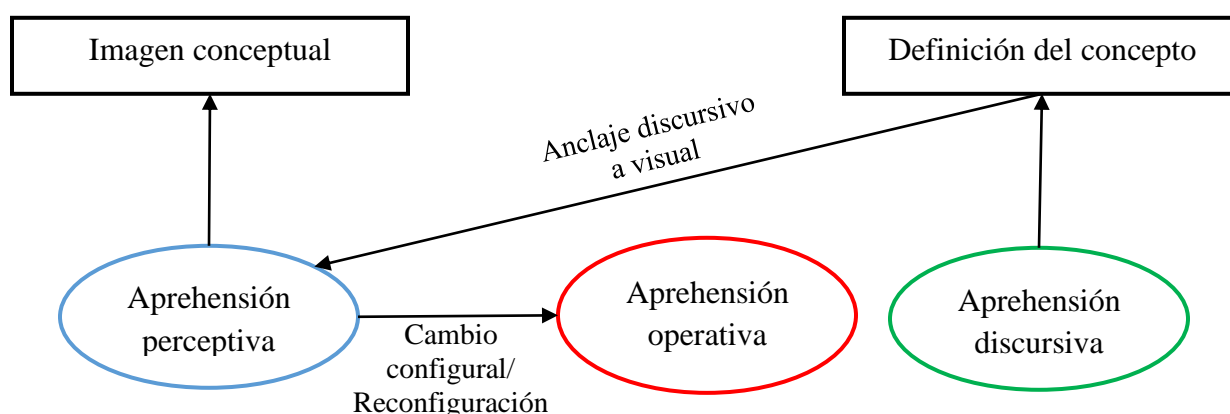 Imagen conceptual
Definición del concepto
Anclaje discursivo
a visual
Aprehensión
perceptiva
Cambio
configural/
Reconfiguración
Aprehensión
operativa
Aprehensión
discursiva